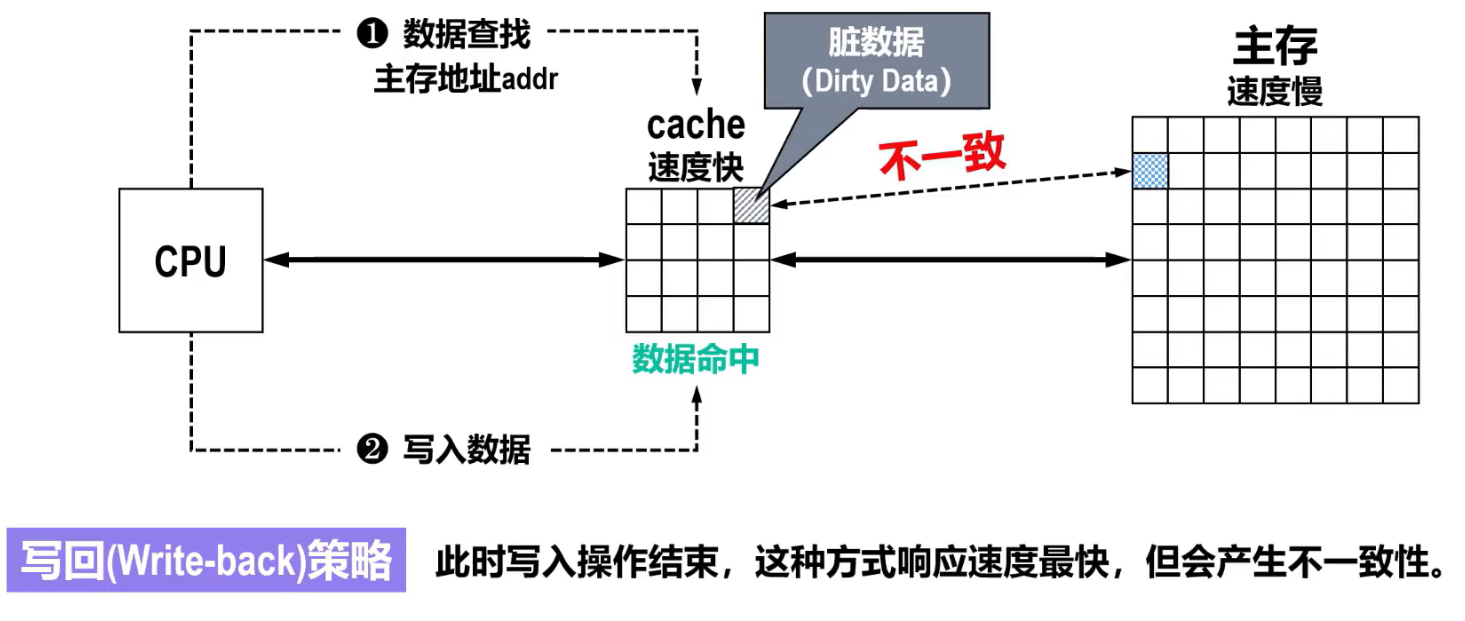 ❶ 数据查找
主存地址addr
脏数据
（Dirty Data）
主存
速度慢
cache
速度快
不一致
CPU
数据命中
❷ 写入数据
写回(Write-back)策略
此时写入操作结束，这种方式响应速度最快，但会产生不一致性。